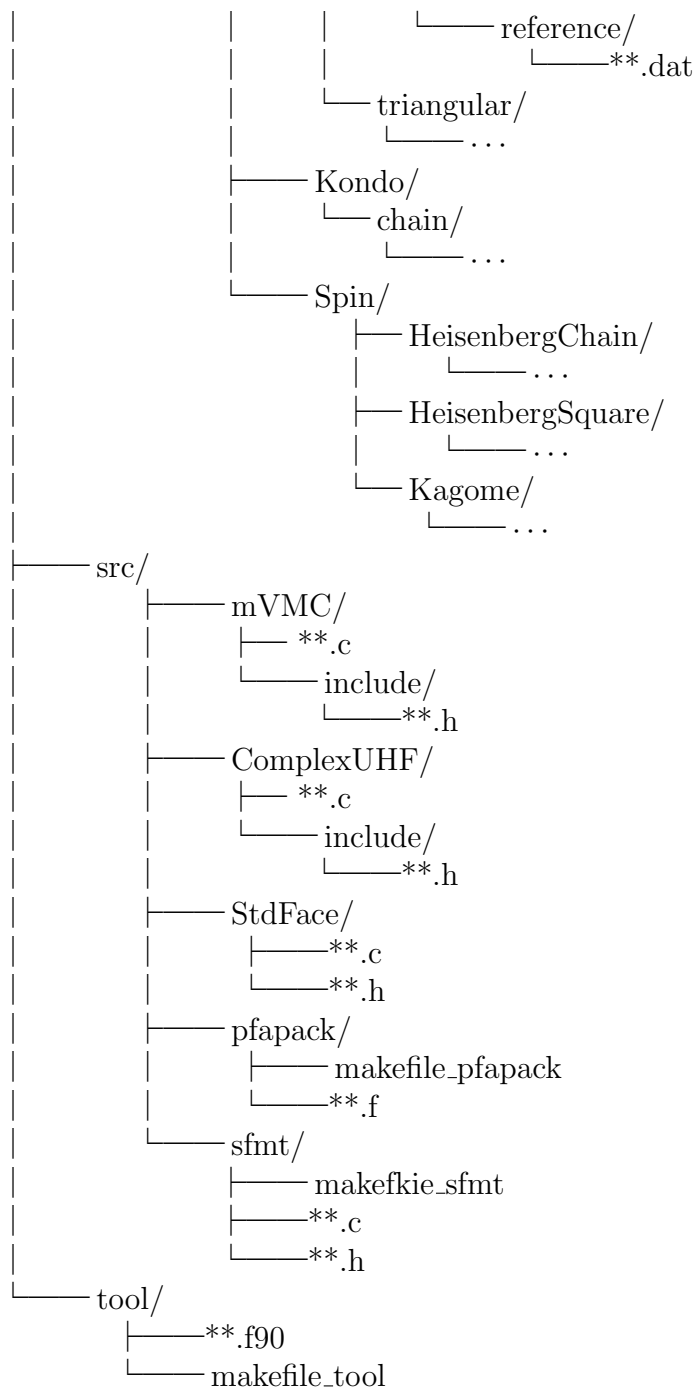 reference/
**.dat
triangular/
...
Kondo/
chain/
...
Spin/
HeisenbergChain/
...
HeisenbergSquare/
...
Kagome/
...
src/
mVMC/
**.c
include/
**.h
ComplexUHF/
**.c
include/
**.h
StdFace/
**.c
**.h
pfapack/
makefile_pfapack
**.f
sfmt/
makefkie_sfmt
**.c
**.h
tool/
**.f90
makefile_tool